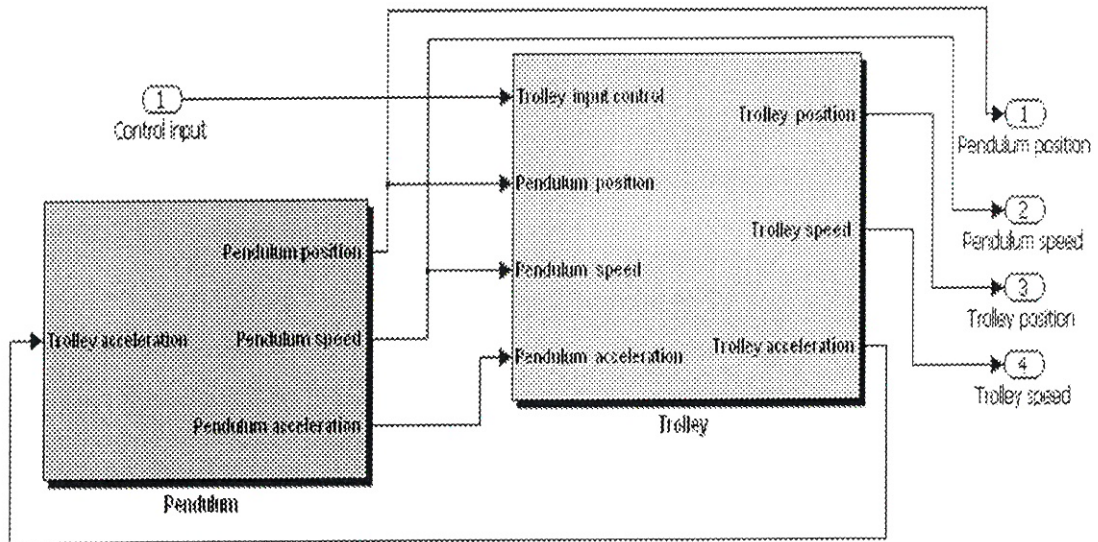 1
Control input
Trolley input control
Pendulum position
Pendulum speed
Pendulum acceleration
Trolley position
Trolley speed
Trolley acceleration
Trolley
Trolley acceleration
Pendulum position
Pendulum speed
Pendulum acceleration
Pendulum
1
Pendulum position
2
Pendulum speed
3
Trolley position
4
Trolley speed